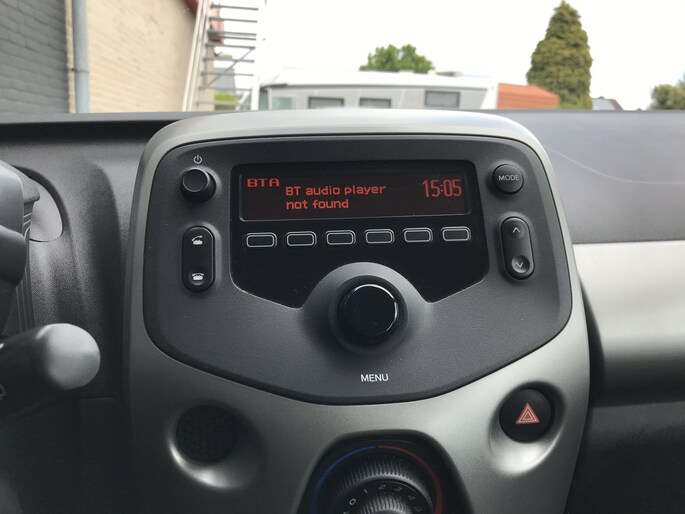 BTA
BT audio player
not found
15:05
MODE
MENU